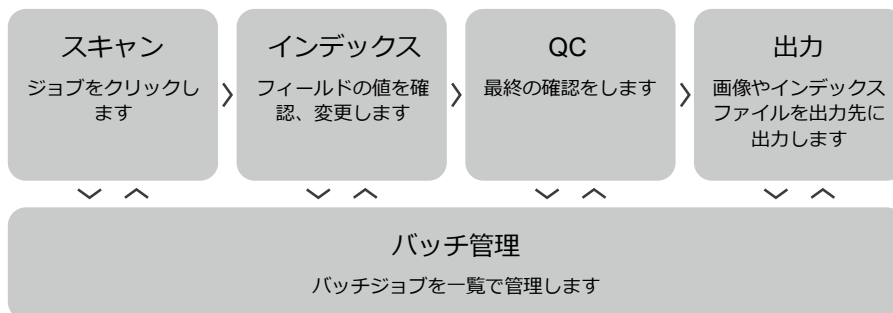 スキャン
ジョブをクリックし
ます
インデックス
フィールドの値を確
認、変更します
QC
最終の確認をします
出力
画像やインデックス
ファイルを出力先に
出力します
バッチ管理
バッチジョブを一覧で管理します